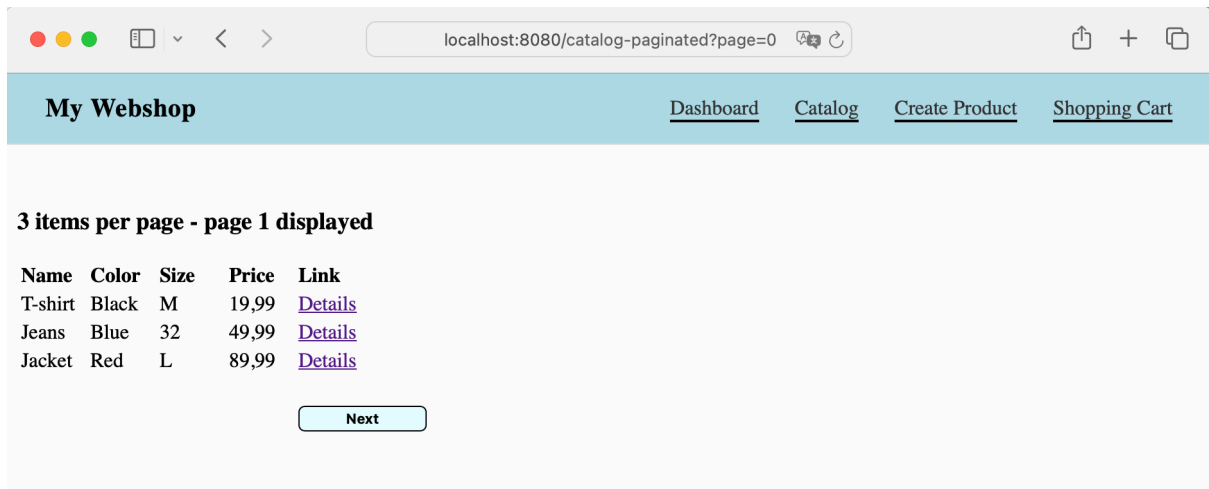 localhost:8080/catalog-paginated?page=0
My Webshop Dashboard Catalog Create Product Shopping Cart
3 items per page - page 1 displayed
Name Color Size Price Link
T-shirt Black M 19,99 Details
Jeans Blue 32 49,99 Details
Jacket Red L 89,99 Details
Next